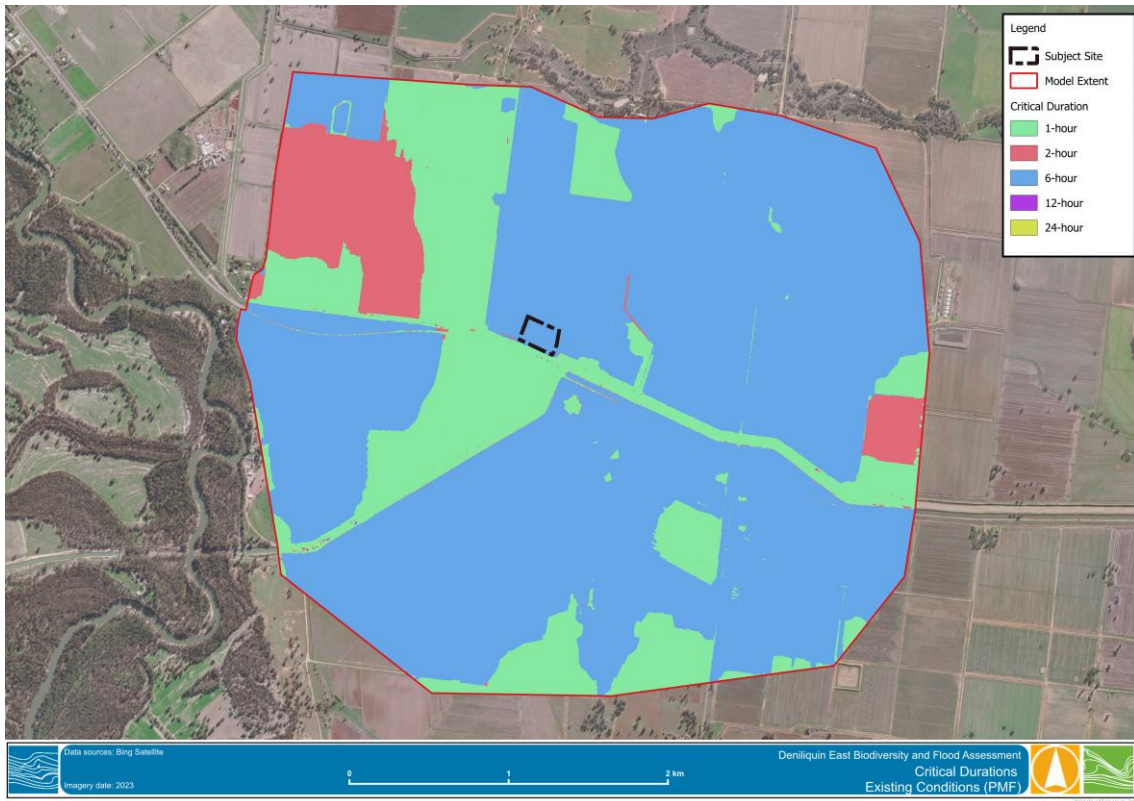 Legend
Subject Site
Model Extent
Critical Duration
1-hour
2-hour
6-hour
12-hour
24-hour
Data sources: Bing Satellite
Imagery date: 2023
0 1 2 km
Deniliquin East Biodiversity and Flood Assessment
Critical Durations
Existing Conditions (PMF)